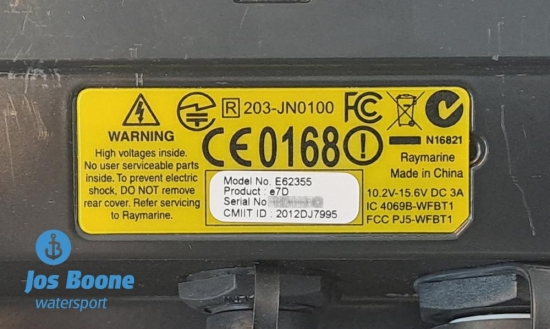 R 203-JN0100
FC
N16821
WARNING
High voltages inside.
No user serviceable parts
inside. To prevent electric
shock, DO NOT remove
rear cover. Refer servicing
to Raymarine.
CE0168!
Raymarine
Made in China
Model No. E62355
Product : e7D
Serial No
CMIIT ID : 2012DJ7995
10.2V-15.6V DC 3A
IC 4069B-WFBT1
FCC PJ5-WFBT1
Jos Boone
watersport